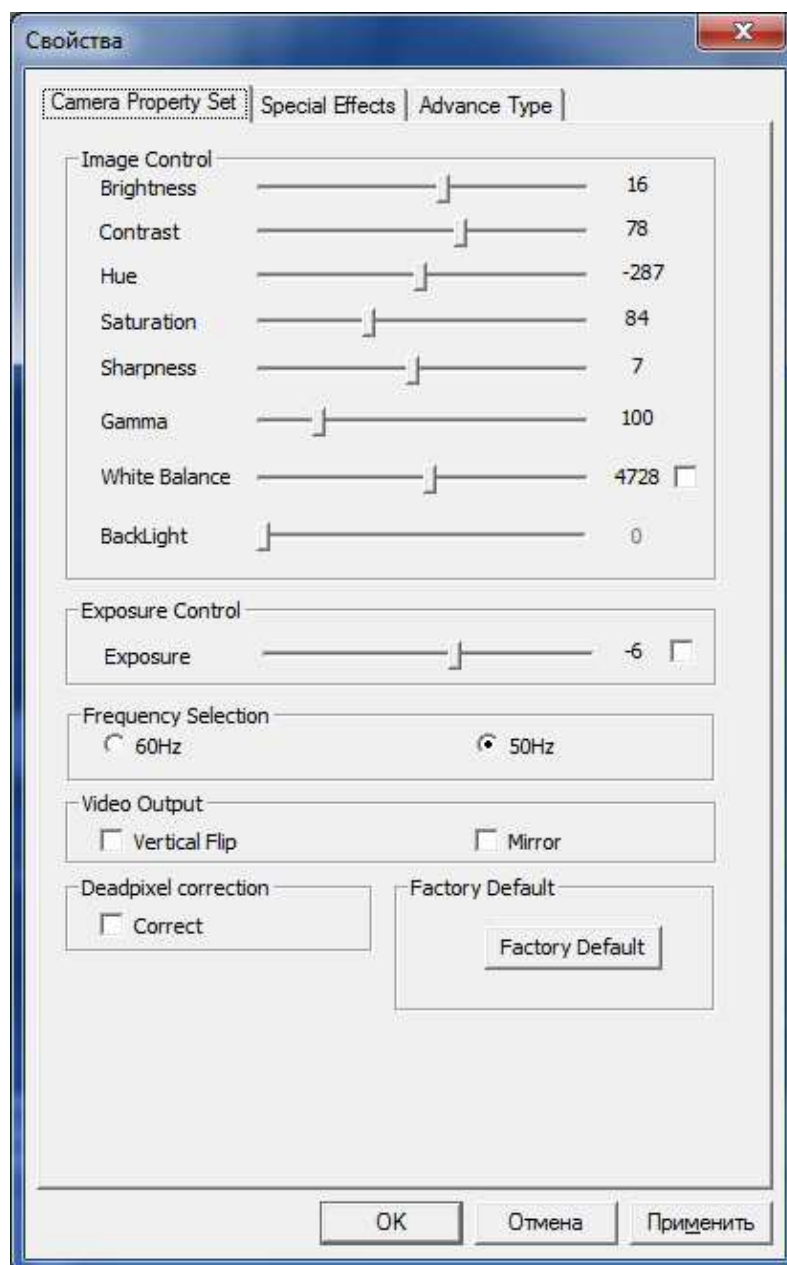 Свойства
Camera Property Set Special Effects Advance Type
Image Control
Brightness 16
Contrast 78
Hue -287
Saturation 84
Sharpness 7
Gamma 100
White Balance 4728
BackLight 0
Exposure Control
Exposure -6
Frequency Selection
60Hz 50Hz
Video Output
Vertical Flip Mirror
Deadpixel correction Factory Default
Correct
Factory Default
OK Отмена Применить